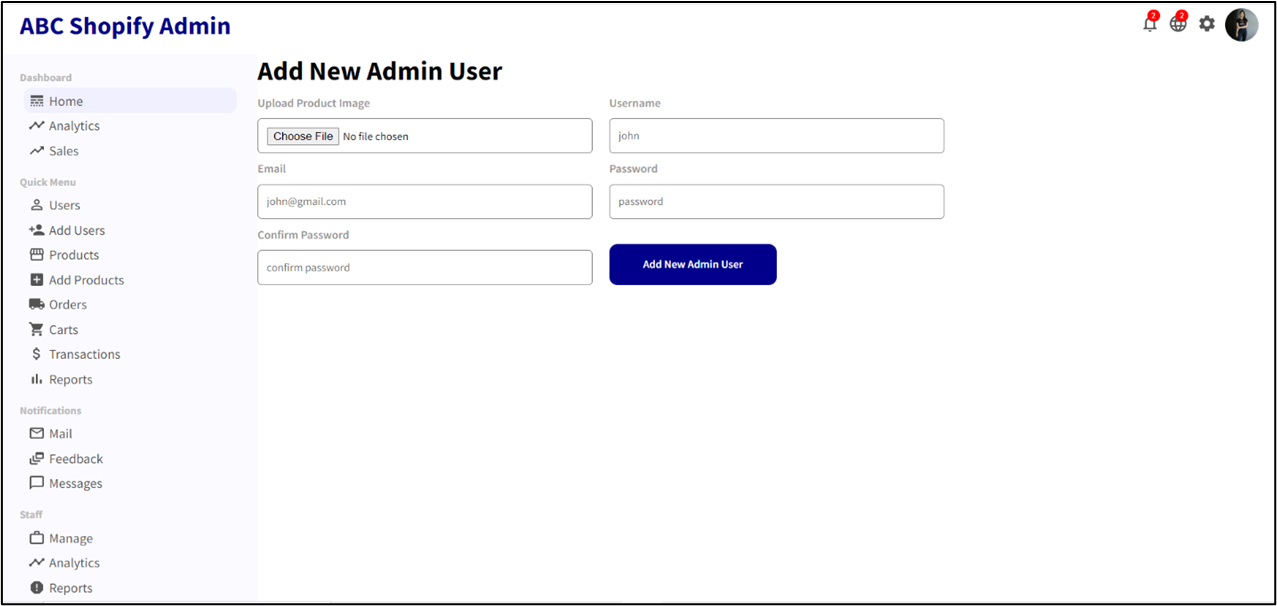 ABC Shopify Admin
2
2
Dashboard
Home
Analytics
Sales
Quick Menu
Users
Add Users
Products
Add Products
Orders
Carts
Transactions
Reports
Notifications
Mail
Feedback
Messages
Staff
Manage
Analytics
Reports
Add New Admin User
Upload Product Image
Choose File No file chosen
Username
john
Email
john@gmail.com
Password
password
Confirm Password
confirm password
Add New Admin User